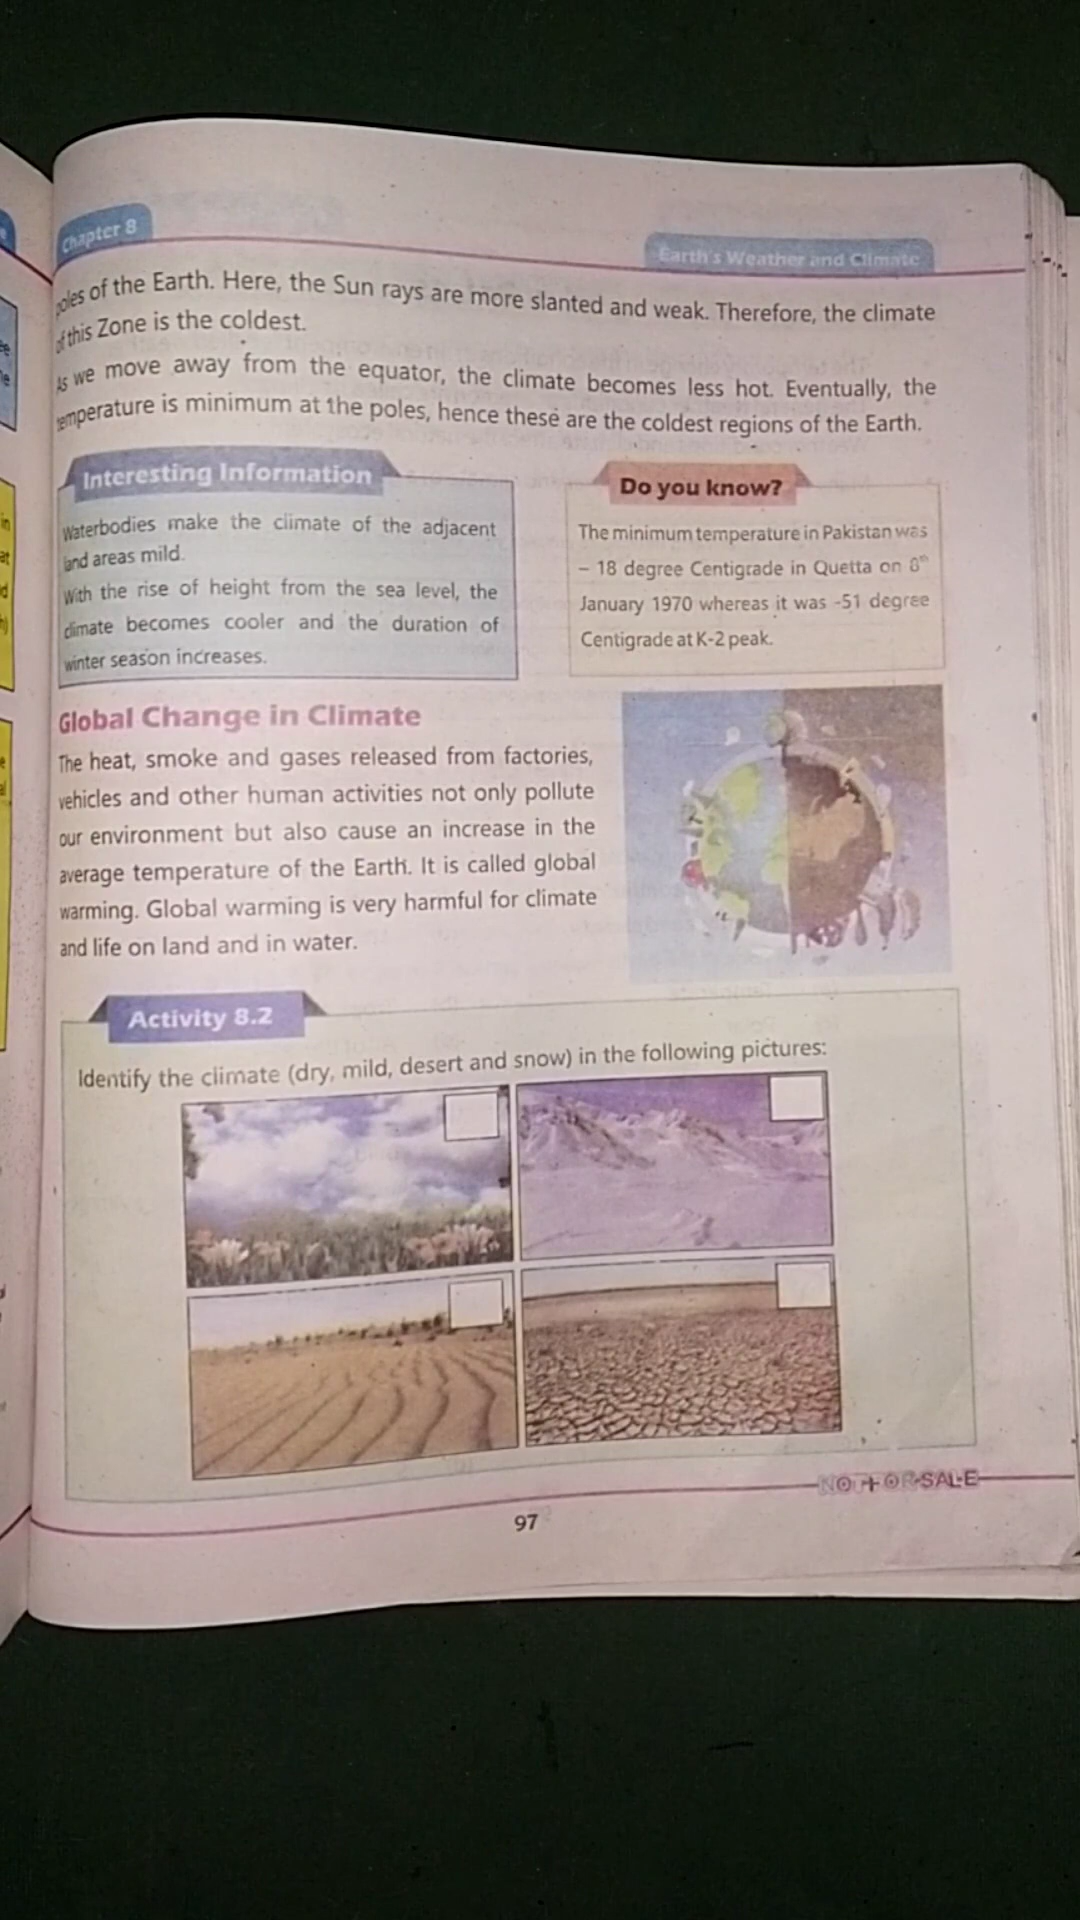 Chapter 8
Earth's Weather and Climate
poles of the Earth. Here, the Sun rays are more slanted and weak. Therefore, the climate
of this Zone is the coldest.
As we move away from the equator, the climate becomes less hot. Eventually, the
temperature is minimum at the poles, hence these are the coldest regions of the Earth.
Interesting Information
Waterbodies make the climate of the adjacent
land areas mild.
With the rise of height from the sea level, the
climate becomes cooler and the duration of
winter season increases.
Do you know?
The minimum temperature in Pakistan was
– 18 degree Centigrade in Quetta on 8th
January 1970 whereas it was -51 degree
Centigrade at K-2 peak.
Global Change in Climate
The heat, smoke and gases released from factories,
vehicles and other human activities not only pollute
our environment but also cause an increase in the
average temperature of the Earth. It is called global
warming. Global warming is very harmful for climate
and life on land and in water.
Activity 8.2
Identify the climate (dry, mild, desert and snow) in the following pictures:
NOT FOR SALE
97